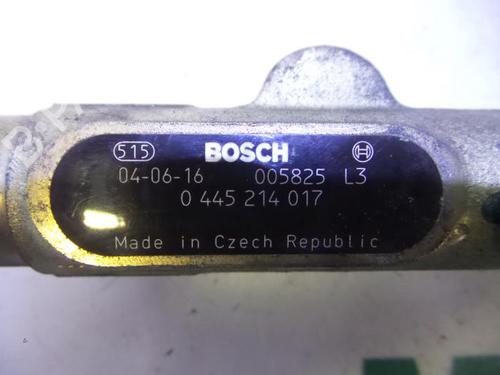 515 BOSCH
04-06-16 005825 L3
0 445 214 017
Made in Czech Republic